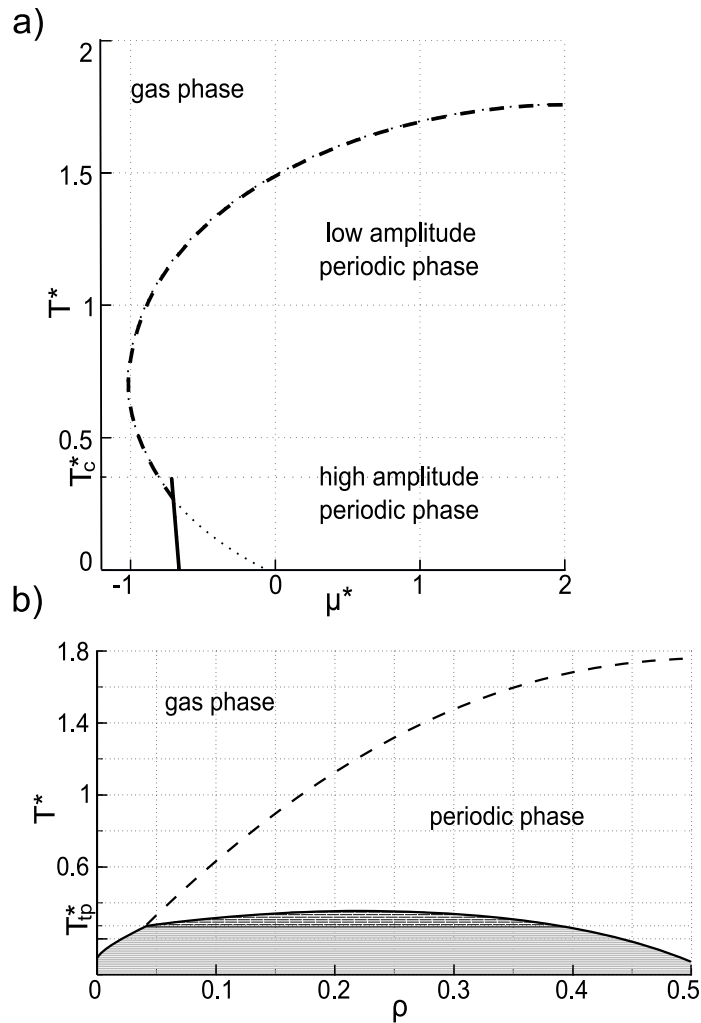 a)
2
gas phase
1.5
low amplitude
periodic phase
T*
1
0.5
T*c
high amplitude
periodic phase
0
-1
0
1
2
μ*
b)
1.8
gas phase
1.4
T*
1
periodic phase
0.6
T*tp
0
0.1
0.2
0.3
0.4
0.5
ρ